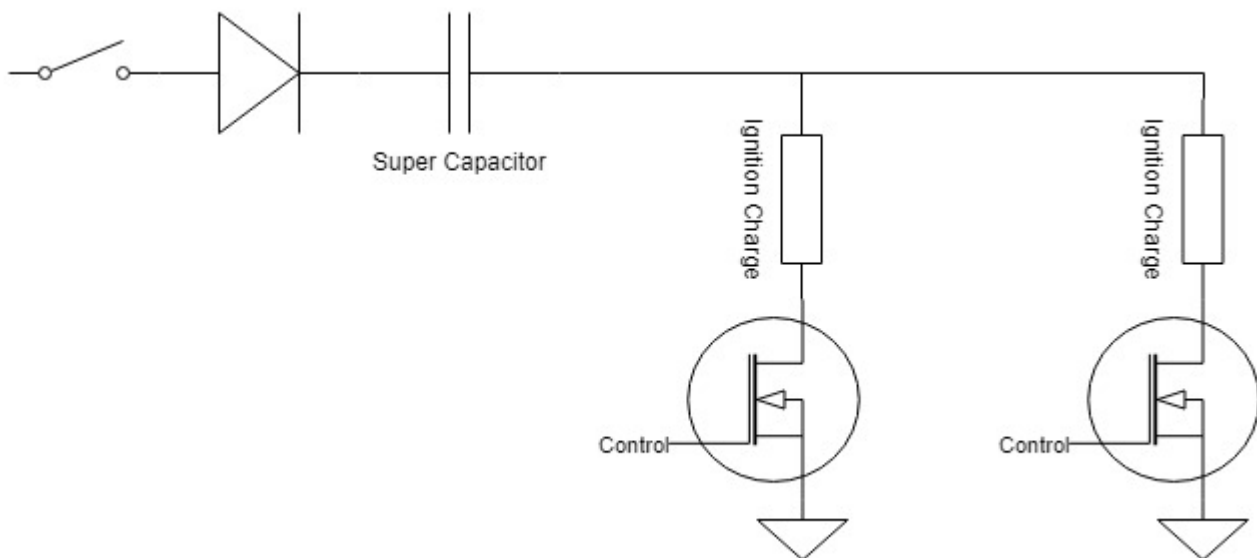 Super Capacitor
Ignition Charge
Ignition Charge
Control
Control